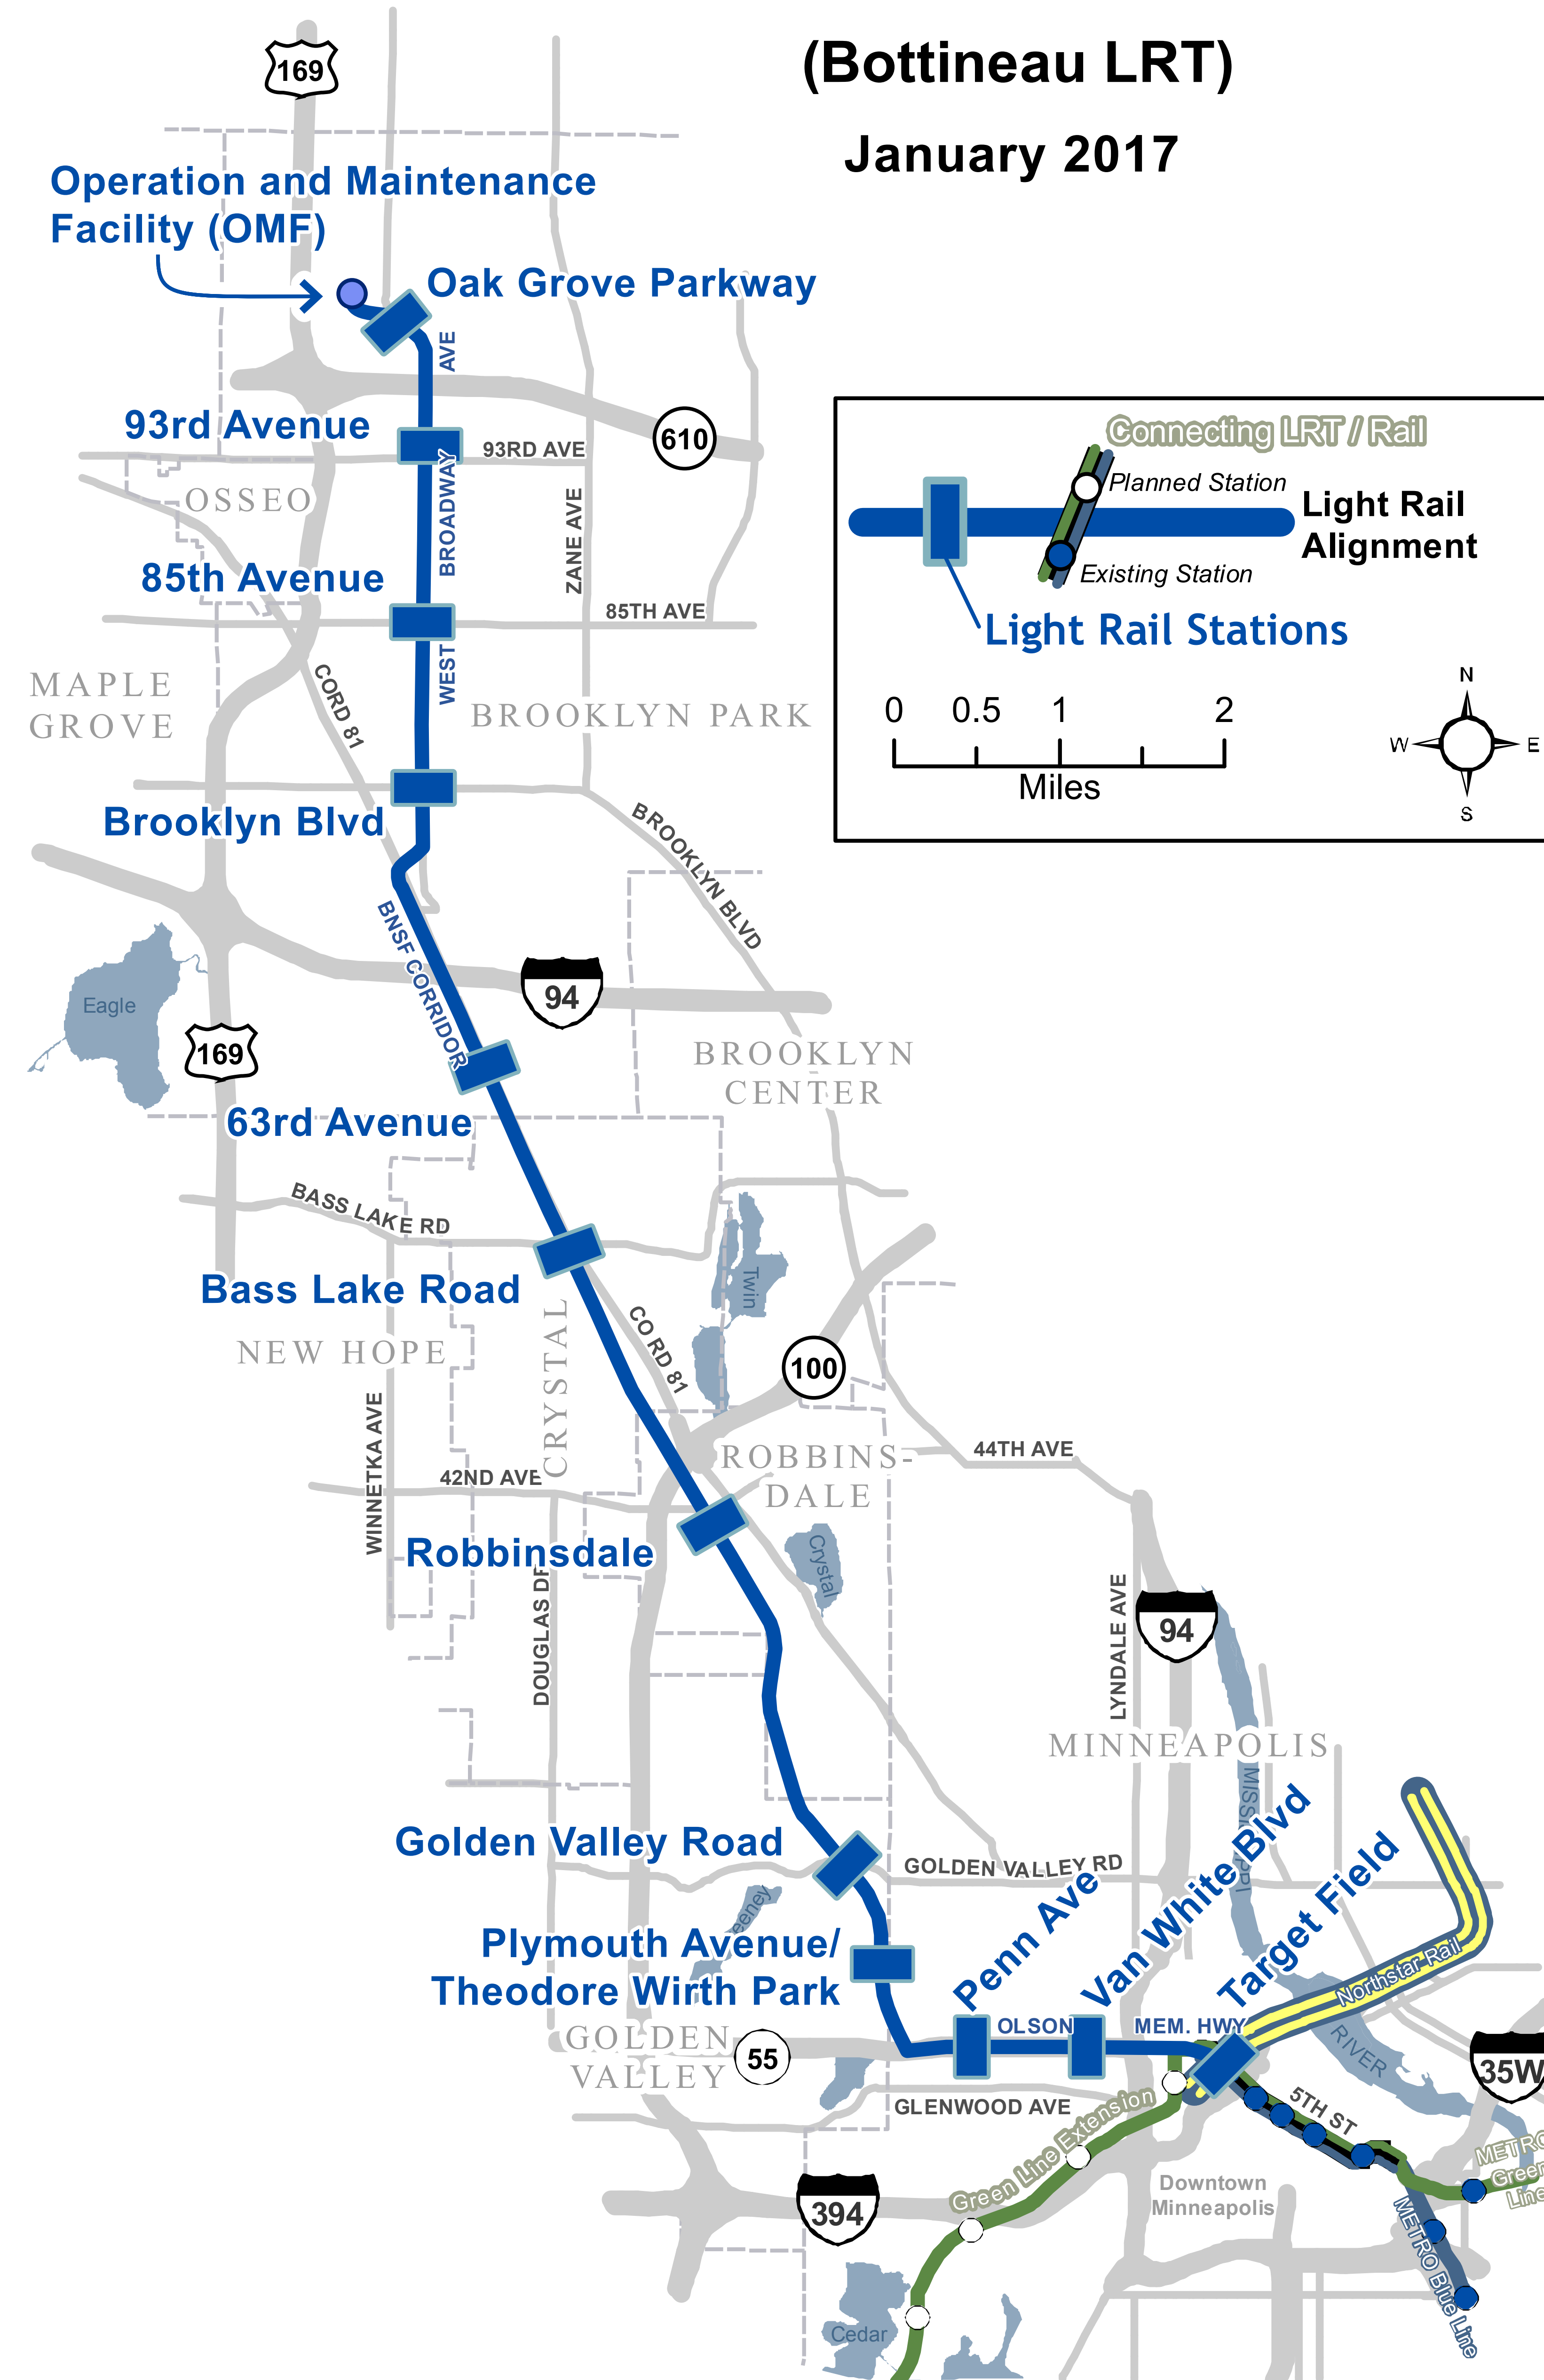 (Bottineau LRT)
January 2017
169
Operation and Maintenance
Facility (OMF)
Oak Grove Parkway
AVE
93rd Avenue
93RD AVE
610
OSSEO
BROADWAY
ZANE AVE
85th Avenue
85TH AVE
WEST
MAPLE
GROVE
CORD 81
BROOKLYN PARK
Connecting LRT / Rail
Planned Station
Light Rail
Alignment
Existing Station
Light Rail Stations
0 0.5 1 2
Miles
N
W E
S
Brooklyn Blvd
BROOKLYN BLVD
BNSF CORRIDOR
94
Eagle
169
BROOKLYN
CENTER
63rd Avenue
BASS LAKE RD
Bass Lake Road
Twin
NEW HOPE
CRYSTAL
CO RD 81
100
WINNETKA AVE
42ND AVE
ROBBINS-
DALE
44TH AVE
Robbinsdale
Crystal
DOUGLAS DR
LYNDALE AVE
94
MINNEAPOLIS
MISSISSIPPI
Golden Valley Road
GOLDEN VALLEY RD
Penn Ave
Van White Blvd
Target Field
Plymouth Avenue/
Theodore Wirth Park
Northstar Rail
OLSON MEM. HWY
GOLDEN
VALLEY
55
RIVER
35W
GLENWOOD AVE
5TH ST
Green Line Extension
METRO
Green
Line
Downtown
Minneapolis
394
METRO Blue Line
Cedar